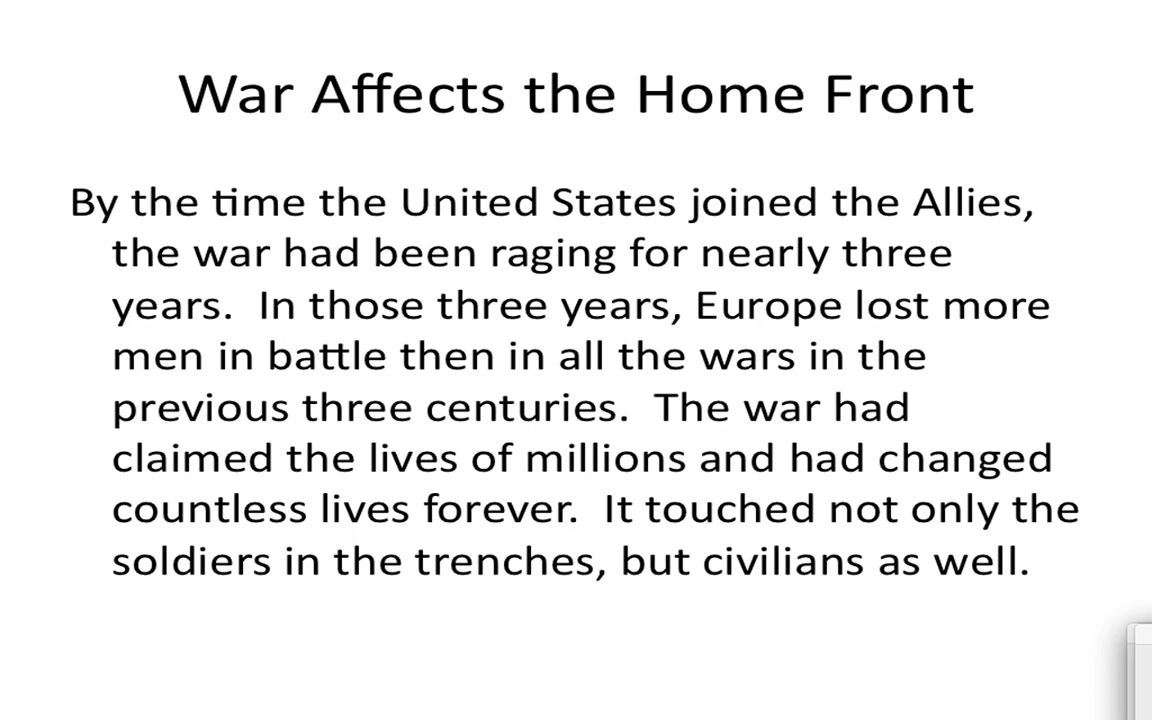 War Affects the Home Front
By the time the United States joined the Allies,
the war had been raging for nearly three
years.  In those three years, Europe lost more
men in battle then in all the wars in the
previous three centuries.  The war had
claimed the lives of millions and had changed
countless lives forever.  It touched not only the
soldiers in the trenches, but civilians as well.